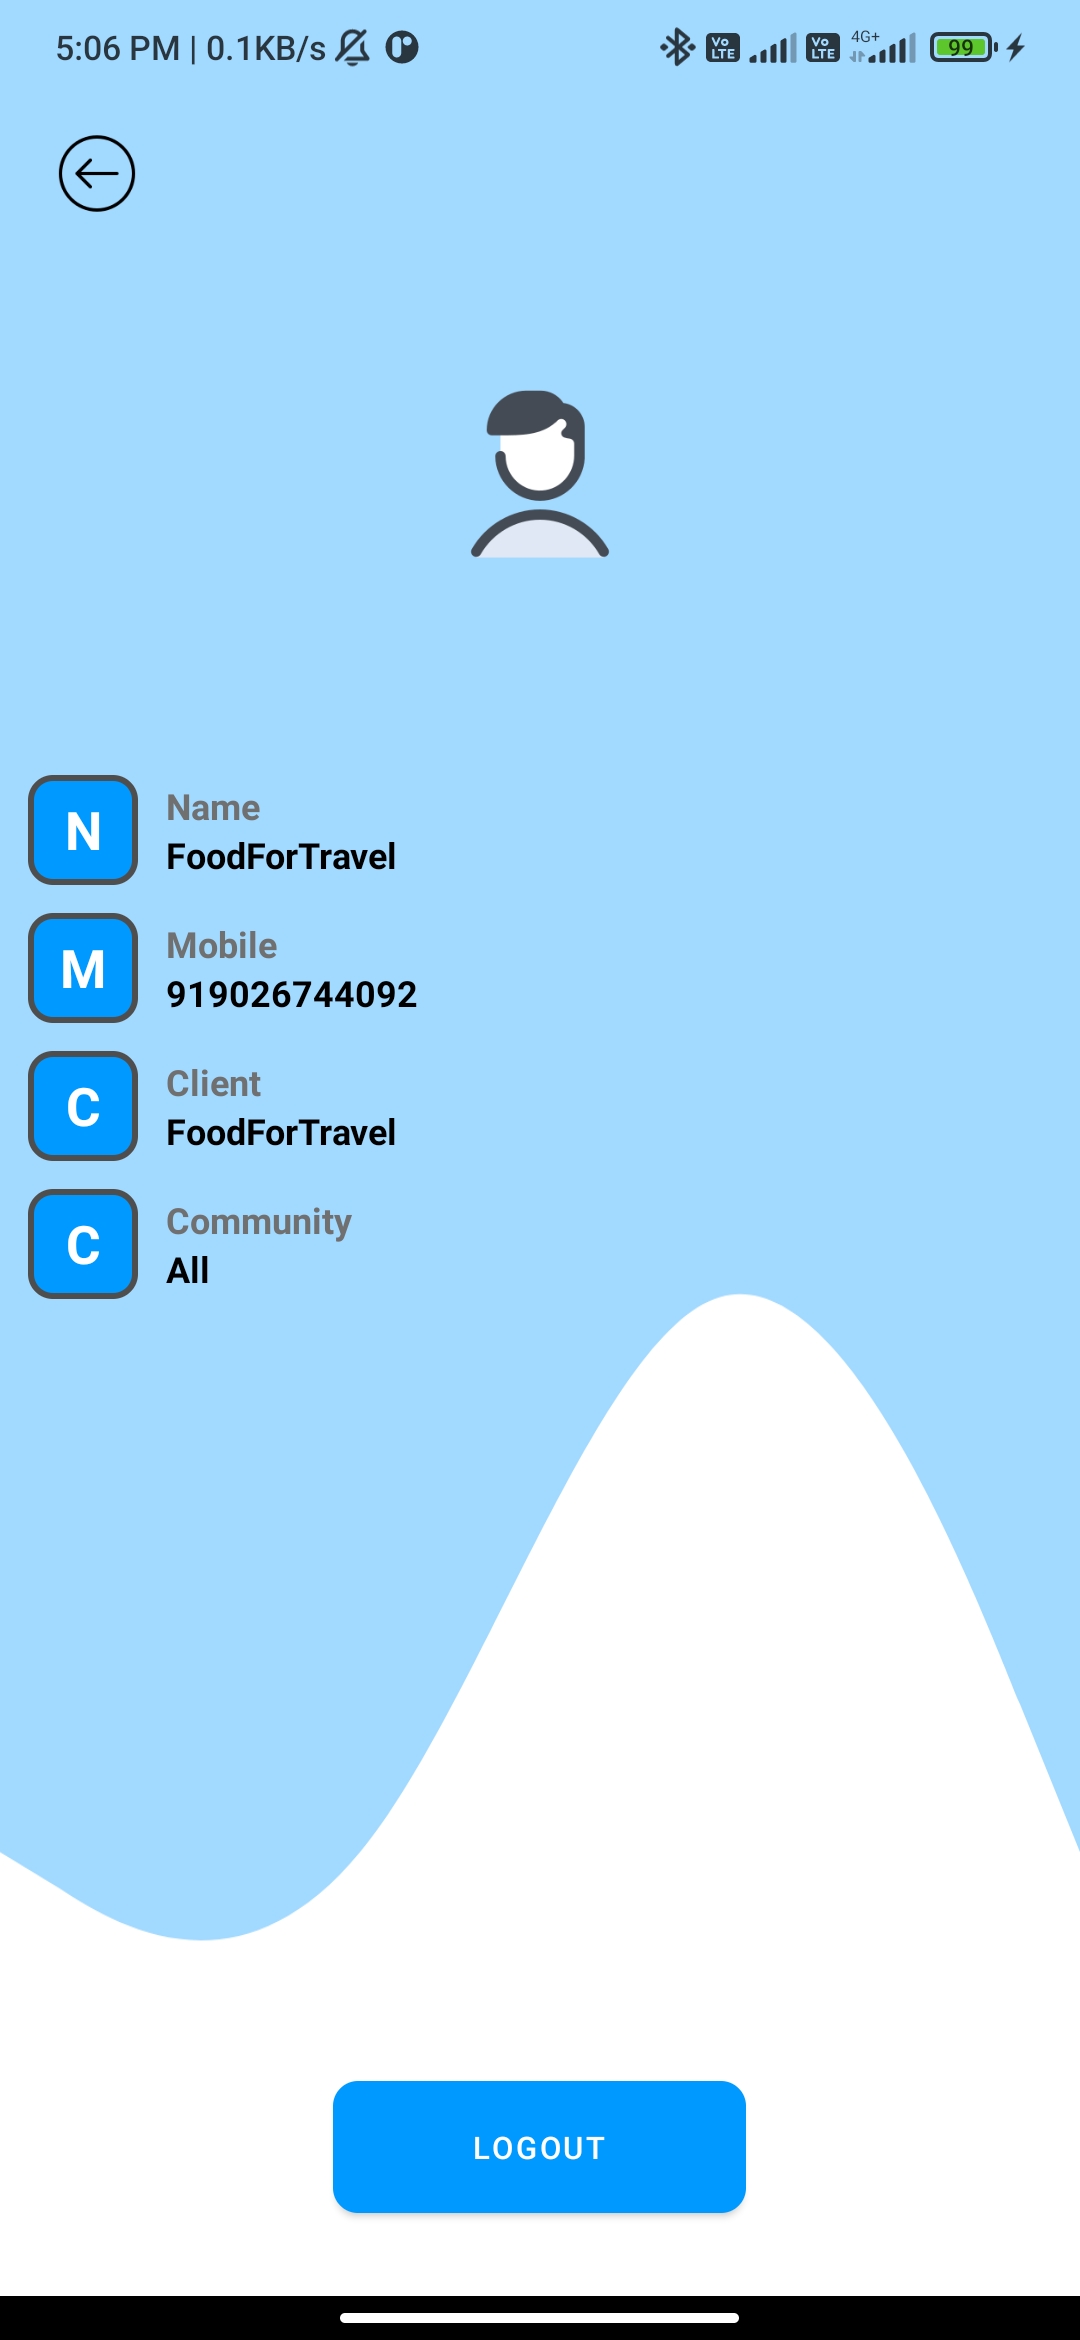 5:06 PM | 0.1KB/s Vo LTE Vo LTE 4G+ 99
N
Name
FoodForTravel
M
Mobile
919026744092
C
Client
FoodForTravel
C
Community
All
LOGOUT